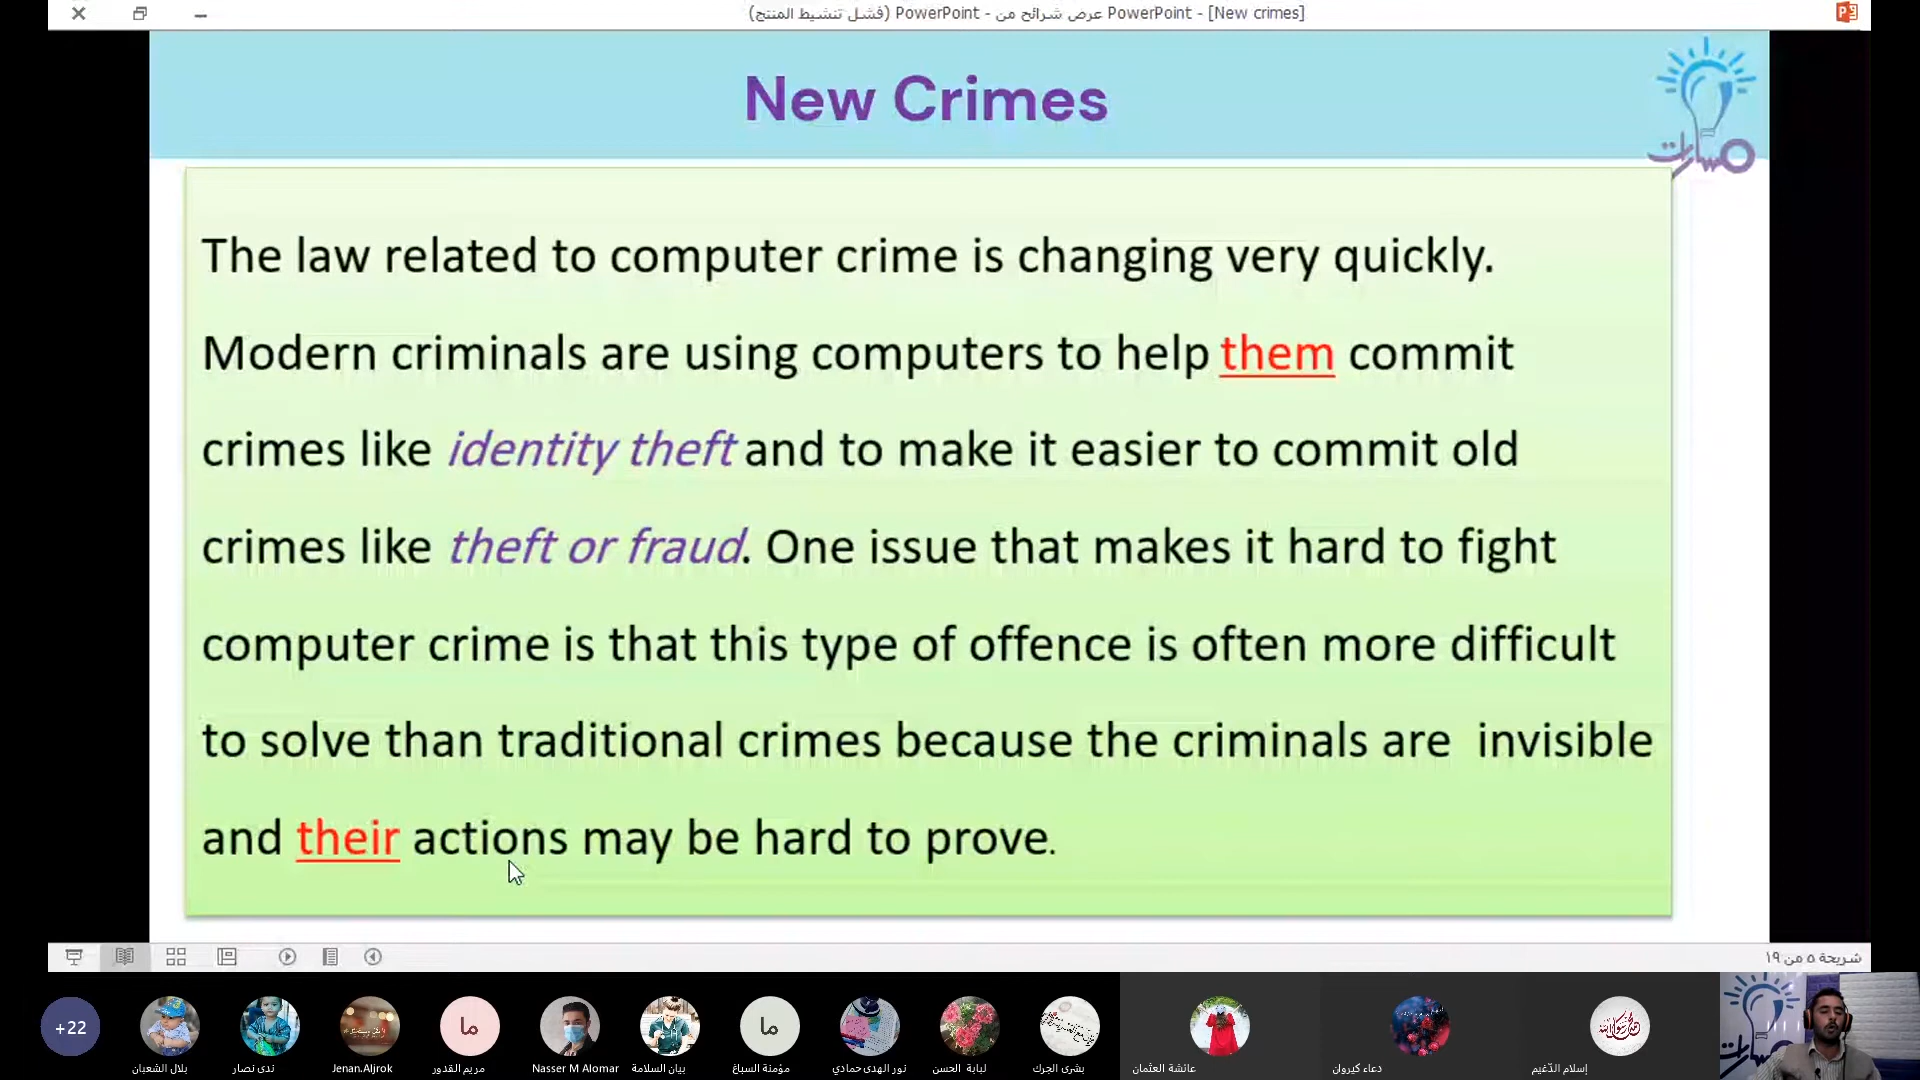 عرض شرائح من PowerPoint - [New crimes] - PowerPoint (فشل تنشيط المنتج)
New Crimes
مهارات
The law related to computer crime is changing very quickly.
Modern criminals are using computers to help them commit
crimes like identity theft and to make it easier to commit old
crimes like theft or fraud. One issue that makes it hard to fight
computer crime is that this type of offence is often more difficult
to solve than traditional crimes because the criminals are invisible
and their actions may be hard to prove.
شريحة ٥ من ١٩
+22
ما
ما
بلال الشعبان
ندى نصار
Jenan.Aljrok
مريم القدور
Nasser M Alomar
بيان السلامة
مؤمنة السباغ
نور الهدى حمادي
لبابة الحسن
بشرى الجرك
عائشة العثمان
دعاء كيروان
إسلام الدغيم